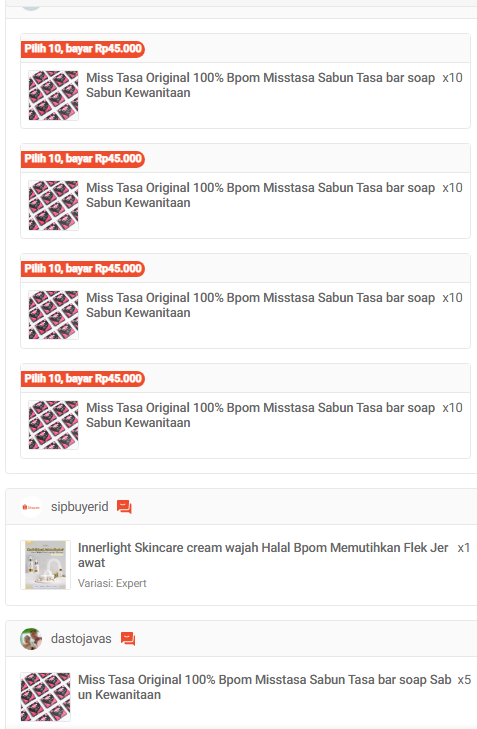 Pilih 10, bayar Rp45.000
Miss Tasa Original 100% Bpom Misstasa Sabun Tasa bar soap x10
Sabun Kewanitaan
Pilih 10, bayar Rp45.000
Miss Tasa Original 100% Bpom Misstasa Sabun Tasa bar soap x10
Sabun Kewanitaan
Pilih 10, bayar Rp45.000
Miss Tasa Original 100% Bpom Misstasa Sabun Tasa bar soap x10
Sabun Kewanitaan
Pilih 10, bayar Rp45.000
Miss Tasa Original 100% Bpom Misstasa Sabun Tasa bar soap x10
Sabun Kewanitaan
sipbuyerid
Innerlight Skincare cream wajah Halal Bpom Memutihkan Flek Jer x1
awat
Variasi: Expert
dastojavas
Miss Tasa Original 100% Bpom Misstasa Sabun Tasa bar soap Sab x5
un Kewanitaan